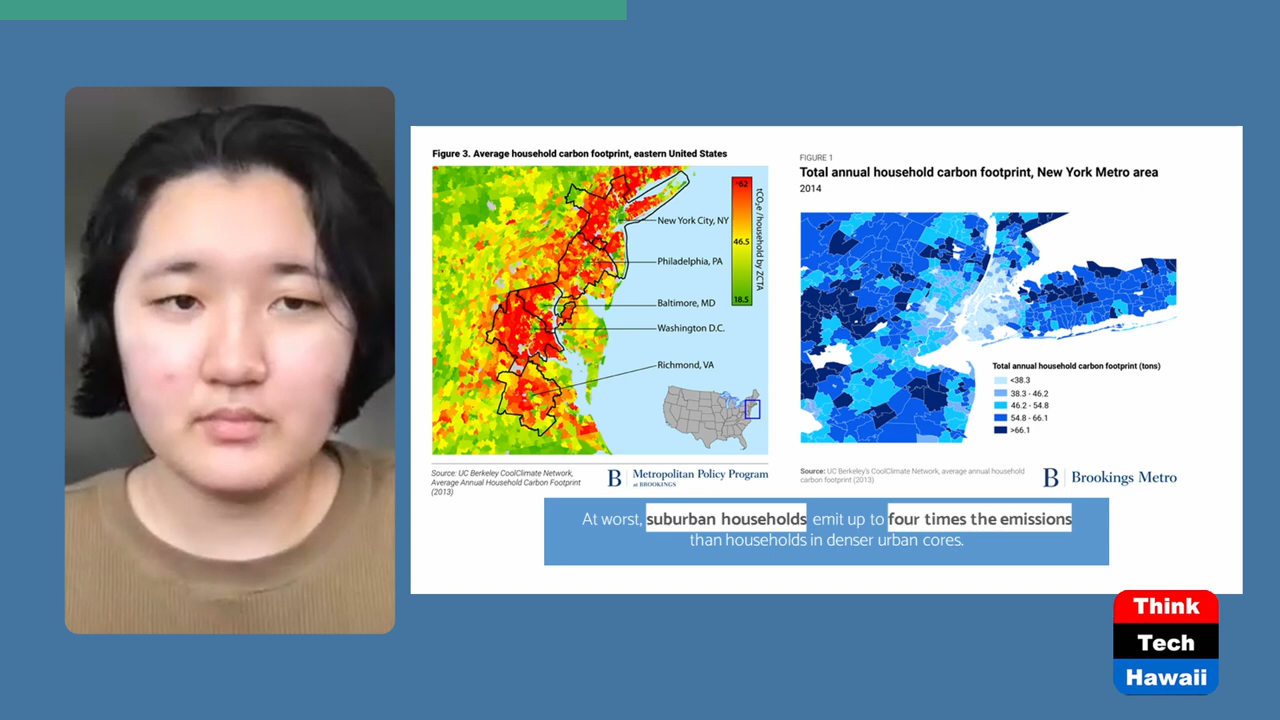 Figure 3. Average household carbon footprint, eastern United States
>62
46.5
18.5
tCO₂e /household by ZCTA
New York City, NY
Philadelphia, PA
Baltimore, MD
Washington D.C.
Richmond, VA
Source: UC Berkeley CoolClimate Network,
Average Annual Household Carbon Footprint
(2013)
B | Metropolitan Policy Program
at BROOKINGS
FIGURE 1
Total annual household carbon footprint, New York Metro area
2014
Total annual household carbon footprint (tons)
<38.3
38.3 - 46.2
46.2 - 54.8
54.8 - 66.1
>66.1
Source: UC Berkeley's CoolClimate Network, average annual household
carbon footprint (2013)
B | Brookings Metro
At worst, suburban households emit up to four times the emissions
than households in denser urban cores.
Think
Tech
Hawaii